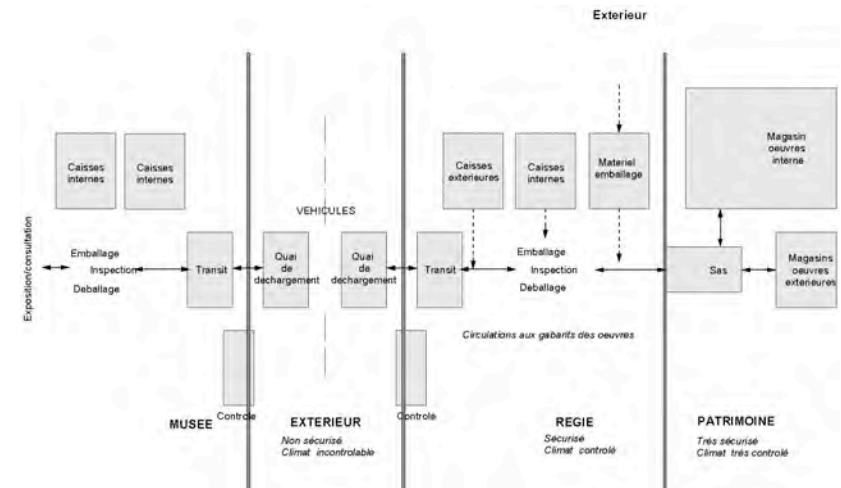 Exterieur
Caisses
internes
Caisses
internes
VEHICULES
Caisses
exterieures
Caisses
internes
Materiel
emballage
Magasin
oeuvres
interne
Exposition/consultation
Emballage
Inspection
Deballage
Transit
Quai
de
dechargement
Quai
de
dechargement
Transit
Emballage
Inspection
Deballage
Sas
Magasins
oeuvres
exterieures
Circulations aux gabarits des oeuvres
Controle
Controle
MUSEE
EXTERIEUR
Non sécurisé
Climat incontrolable
REGIE
Sécurisé
Climat controlé
PATRIMOINE
Trés sécurisé
Climat trés controlé